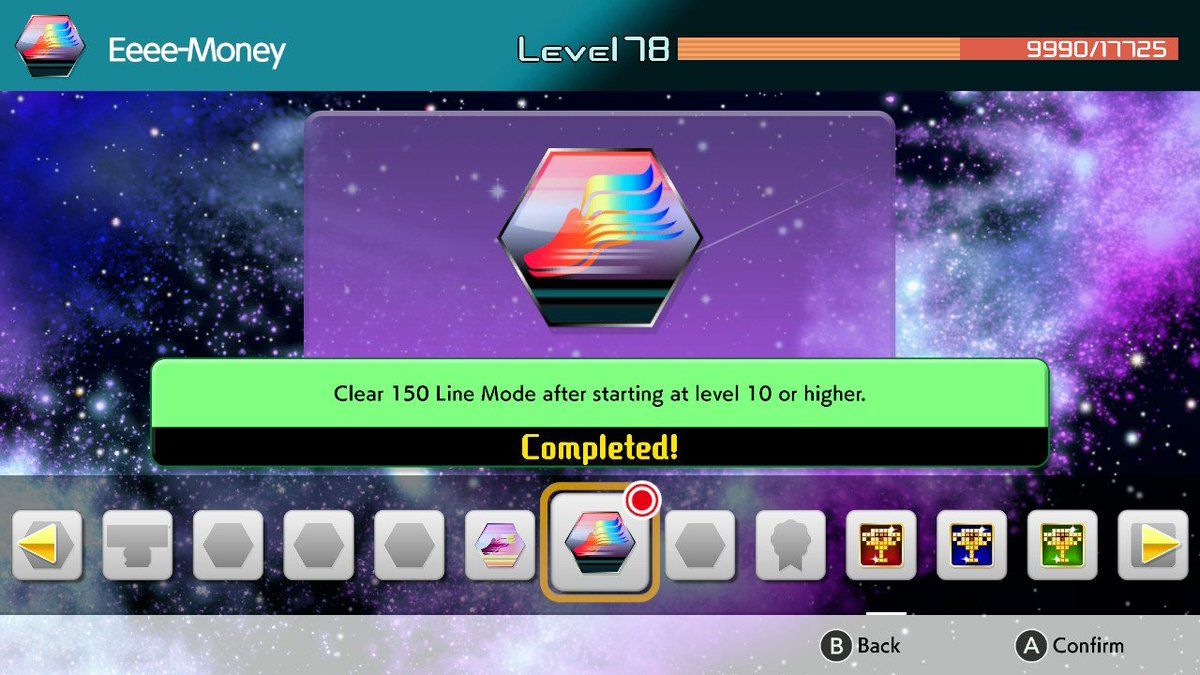 Eeee-Money
Level 78
9990/17725
Clear 150 Line Mode after starting at level 10 or higher.
Completed!
B Back
A Confirm